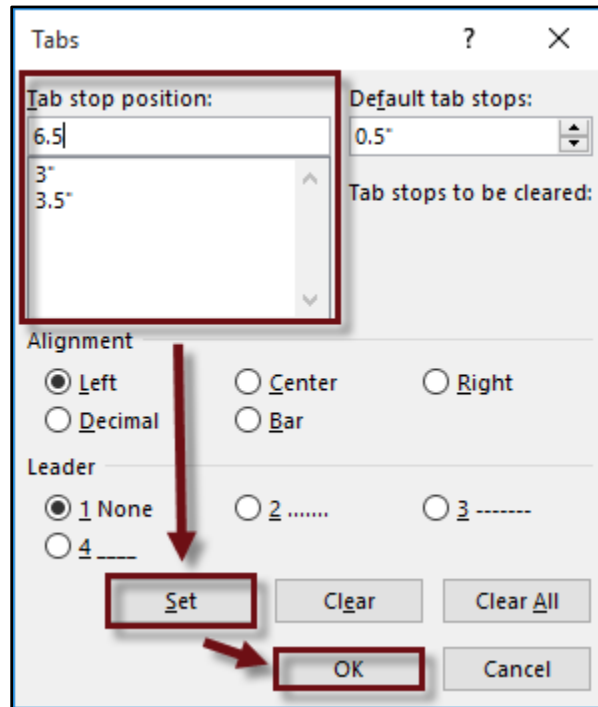 Tabs ?
Tab stop position: Default tab stops:
6.5 0.5"
3"
3.5"
Tab stops to be cleared:
Alignment
Left Center Right
Decimal Bar
Leader
1 None 2 ....... 3 -------
4 ____
Set Clear Clear All
OK Cancel